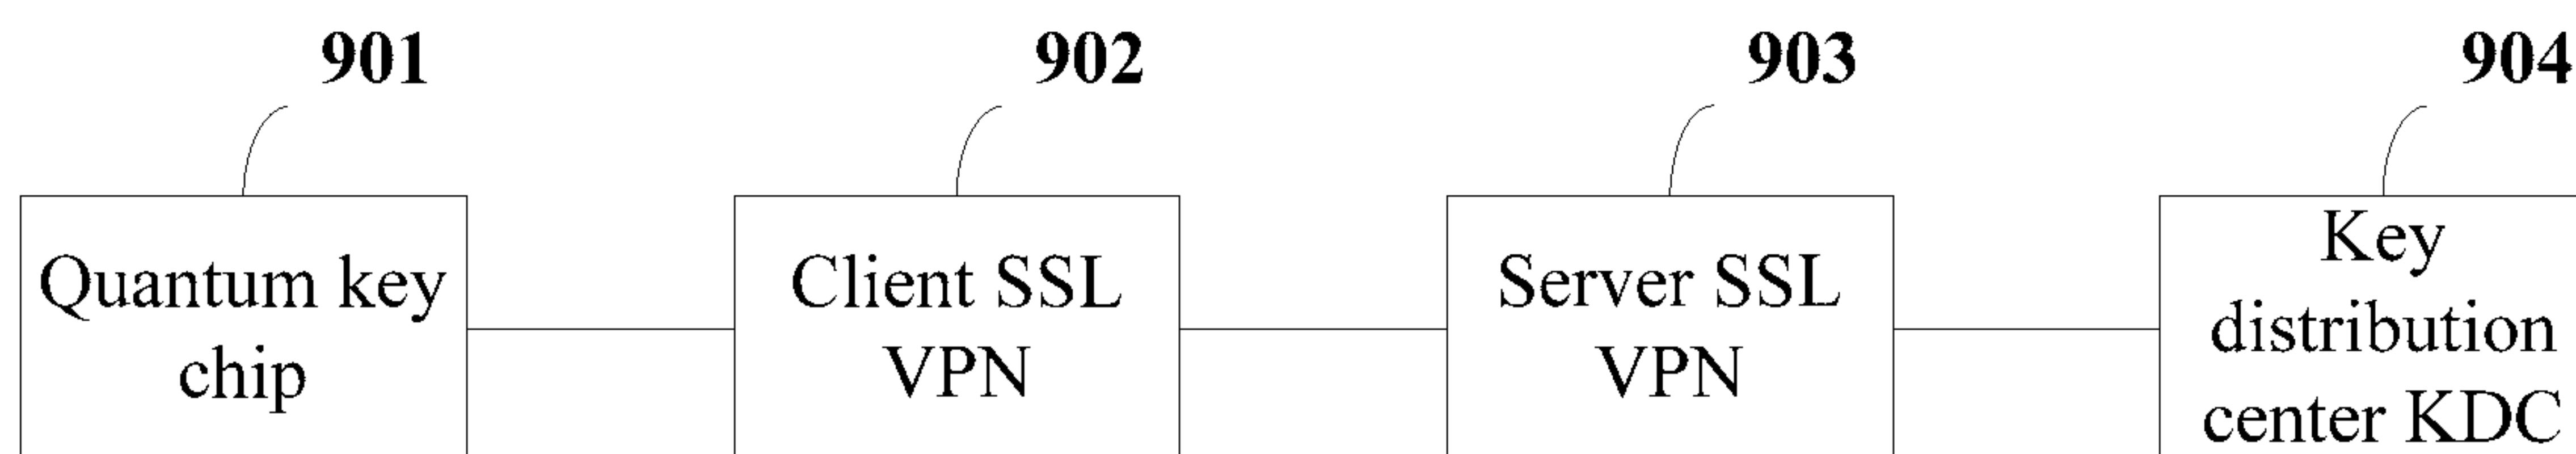 901
902
903
904
Quantum key
chip
Client SSL
VPN
Server SSL
VPN
Key
distribution
center KDC